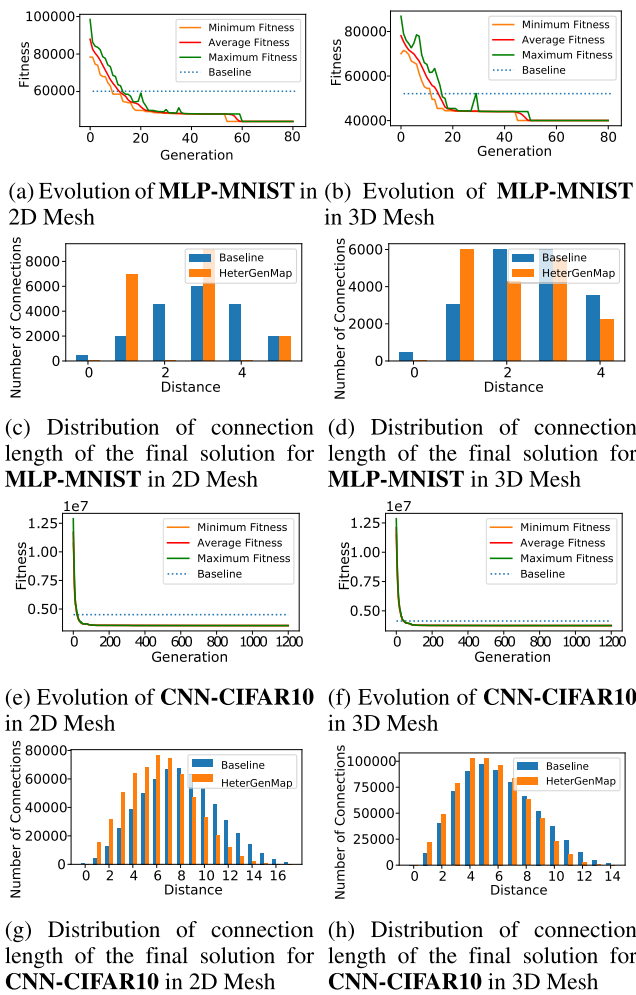 100000
80000
60000
Fitness
Minimum Fitness
Average Fitness
Maximum Fitness
Baseline
0 20 40 60 80
Generation
80000
60000
40000
Fitness
Minimum Fitness
Average Fitness
Maximum Fitness
Baseline
0 20 40 60 80
Generation
(a) Evolution of MLP-MNIST in
2D Mesh
(b) Evolution of MLP-MNIST
in 3D Mesh
8000
6000
4000
2000
0
Number of Connections
Baseline
HeterGenMap
0 2 4
Distance
6000
4000
2000
0
Number of Connections
Baseline
HeterGenMap
0 2 4
Distance
(c) Distribution of connection
length of the final solution for
MLP-MNIST in 2D Mesh
(d) Distribution of connection
length of the final solution for
MLP-MNIST in 3D Mesh
1e7
1.25
1.00
0.75
0.50
Fitness
Minimum Fitness
Average Fitness
Maximum Fitness
Baseline
0 200 400 600 800 1000 1200
Generation
1e7
1.25
1.00
0.75
0.50
Fitness
Minimum Fitness
Average Fitness
Maximum Fitness
Baseline
0 200 400 600 800 1000 1200
Generation
(e) Evolution of CNN-CIFAR10
in 2D Mesh
(f) Evolution of CNN-CIFAR10
in 3D Mesh
80000
60000
40000
20000
0
Number of Connections
Baseline
HeterGenMap
0 2 4 6 8 10 12 14 16
Distance
100000
75000
50000
25000
0
Number of Connections
Baseline
HeterGenMap
0 2 4 6 8 10 12 14
Distance
(g) Distribution of connection
length of the final solution for
CNN-CIFAR10 in 2D Mesh
(h) Distribution of connection
length of the final solution for
CNN-CIFAR10 in 3D Mesh